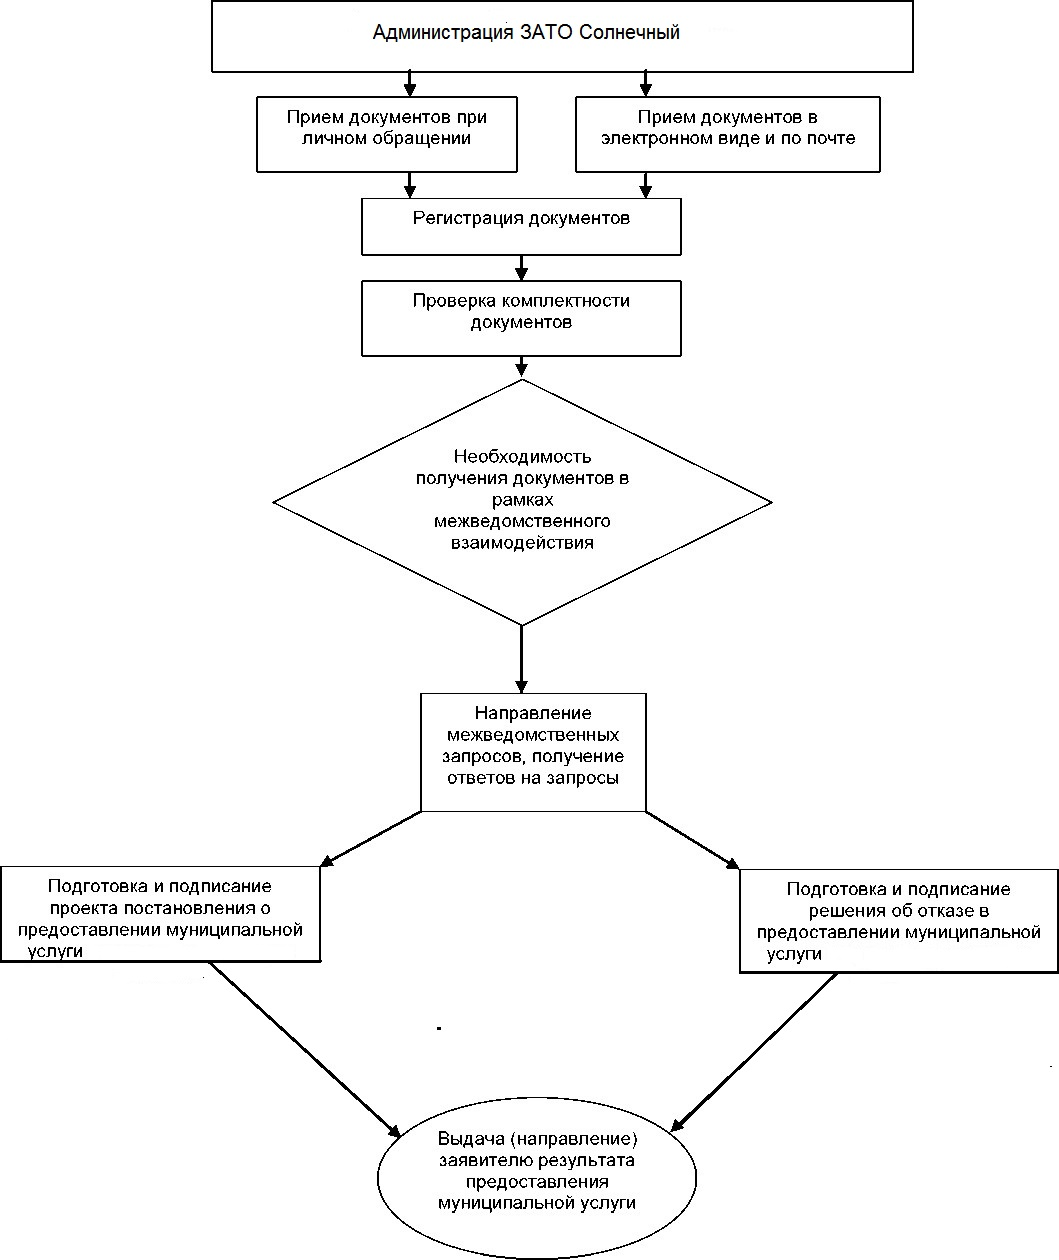 Администрация ЗАТО Солнечный
Прием документов при
личном обращении
Прием документов в
электронном виде и по почте
Регистрация документов
Проверка комплектности
документов
Необходимость
получения документов в
рамках
межведомственного
взаимодействия
Направление
межведомственных
запросов, получение
ответов на запросы
Подготовка и подписание
проекта постановления о
предоставлении муниципальной
услуги
Подготовка и подписание
решения об отказе в
предоставлении муниципальной
услуги
Выдача (направление)
заявителю результата
предоставления
муниципальной услуги